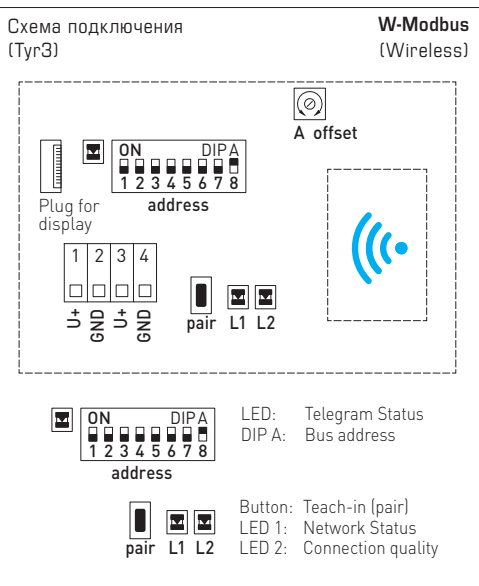 Схема подключения
(Tyr3)
W-Modbus
(Wireless)
A offset
ON DIP A
1 2 3 4 5 6 7 8
address
Plug for
display
1 2 3 4
U+ GND U+ GND
pair L1 L2
ON DIP A
1 2 3 4 5 6 7 8
address
LED: Telegram Status
DIP A: Bus address
pair L1 L2
Button: Teach-in (pair)
LED 1: Network Status
LED 2: Connection quality